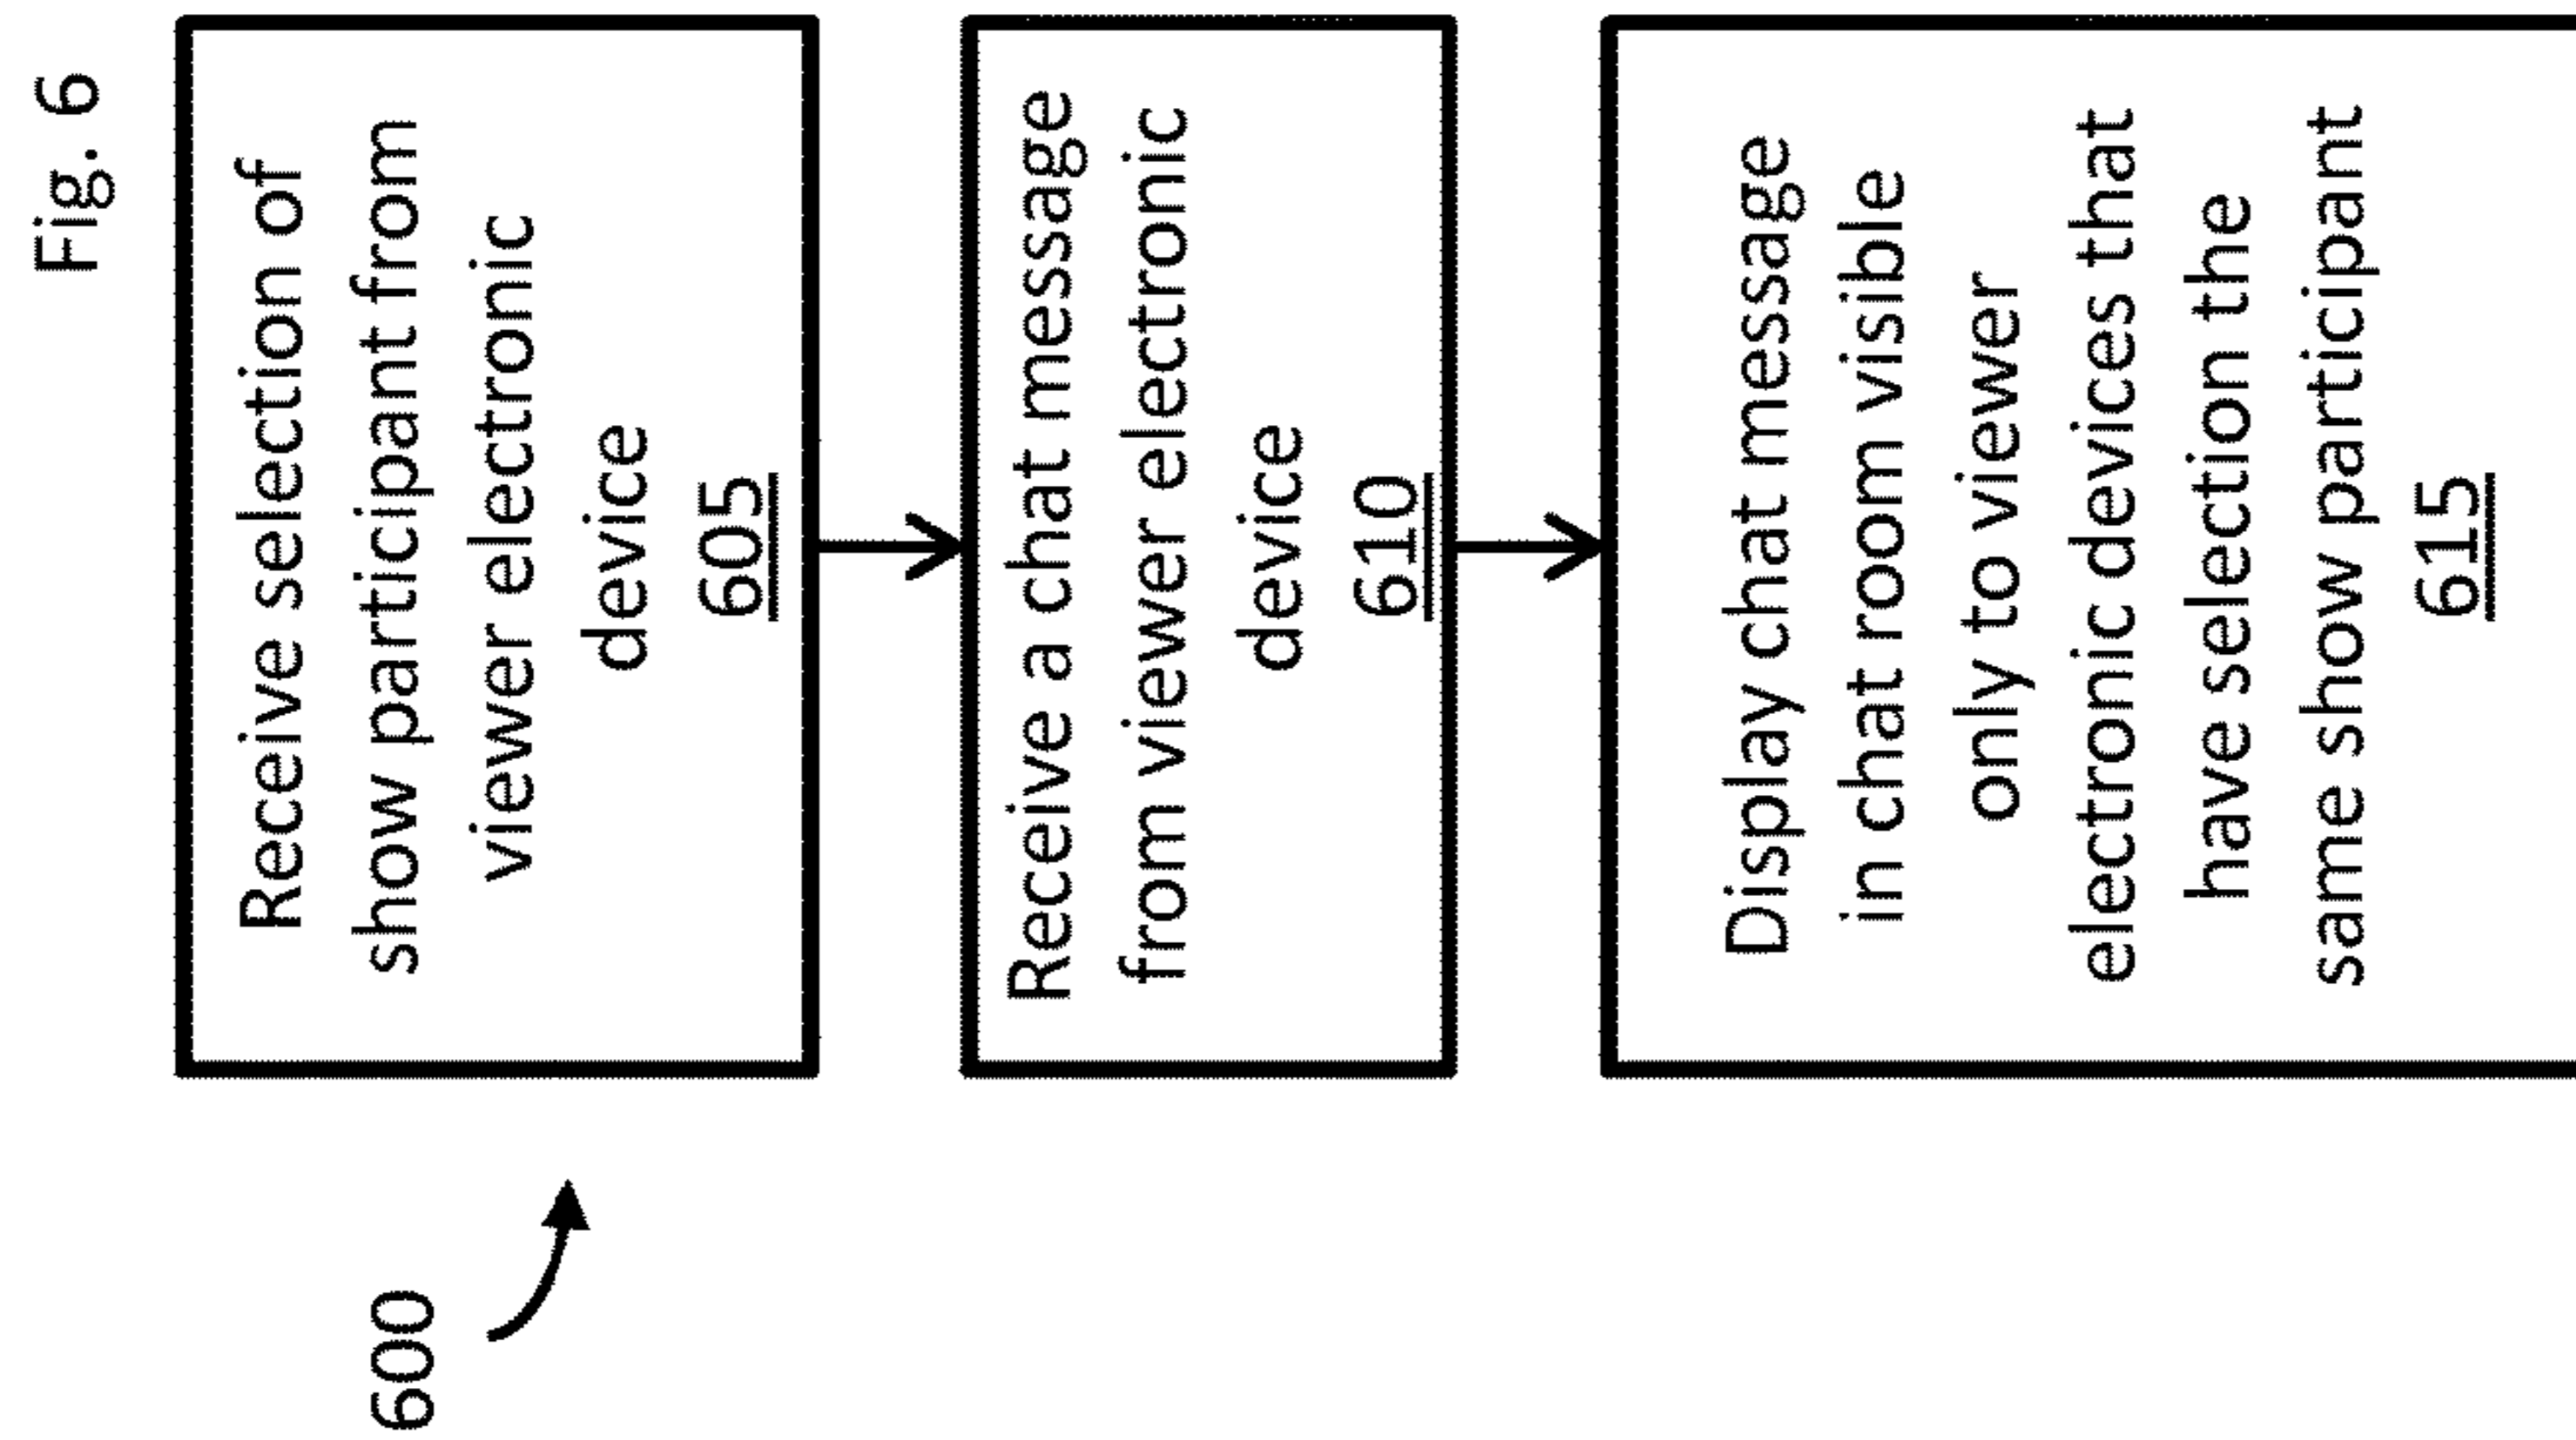 Fig. 6
600
Receive selection of
show participant from
viewer electronic
device
605
Receive a chat message
from viewer electronic
device
610
Display chat message
in chat room visible
only to viewer
electronic devices that
have selection the
same show participant
615